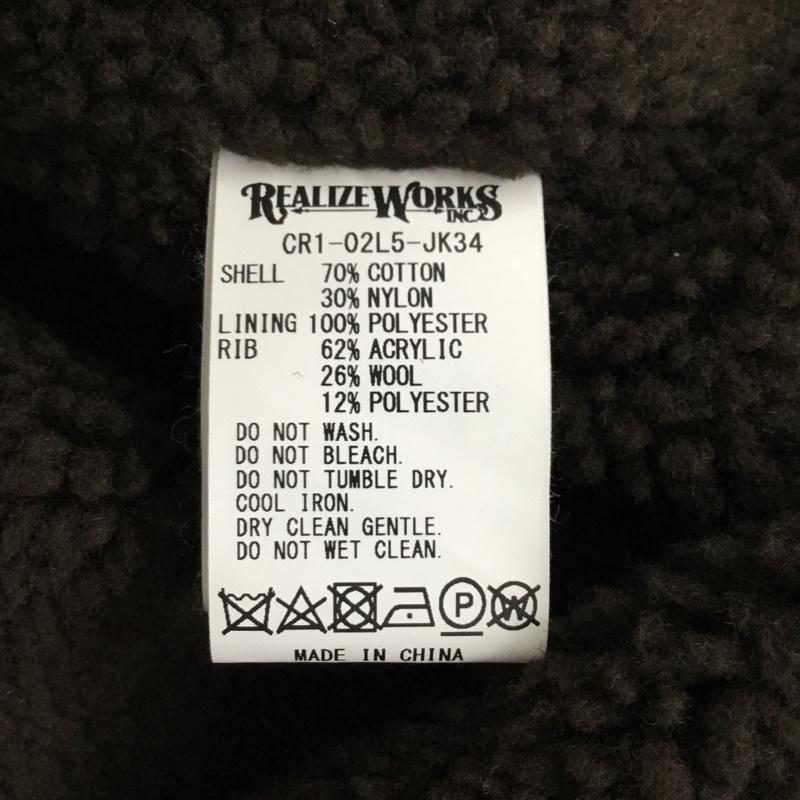 REALIZE WORKS
INC
CR1-02L5-JK34
SHELL 70% COTTON
30% NYLON
LINING 100% POLYESTER
RIB 62% ACRYLIC
26% WOOL
12% POLYESTER
DO NOT WASH.
DO NOT BLEACH.
DO NOT TUMBLE DRY.
COOL IRON.
DRY CLEAN GENTLE.
DO NOT WET CLEAN.
P W
MADE IN CHINA